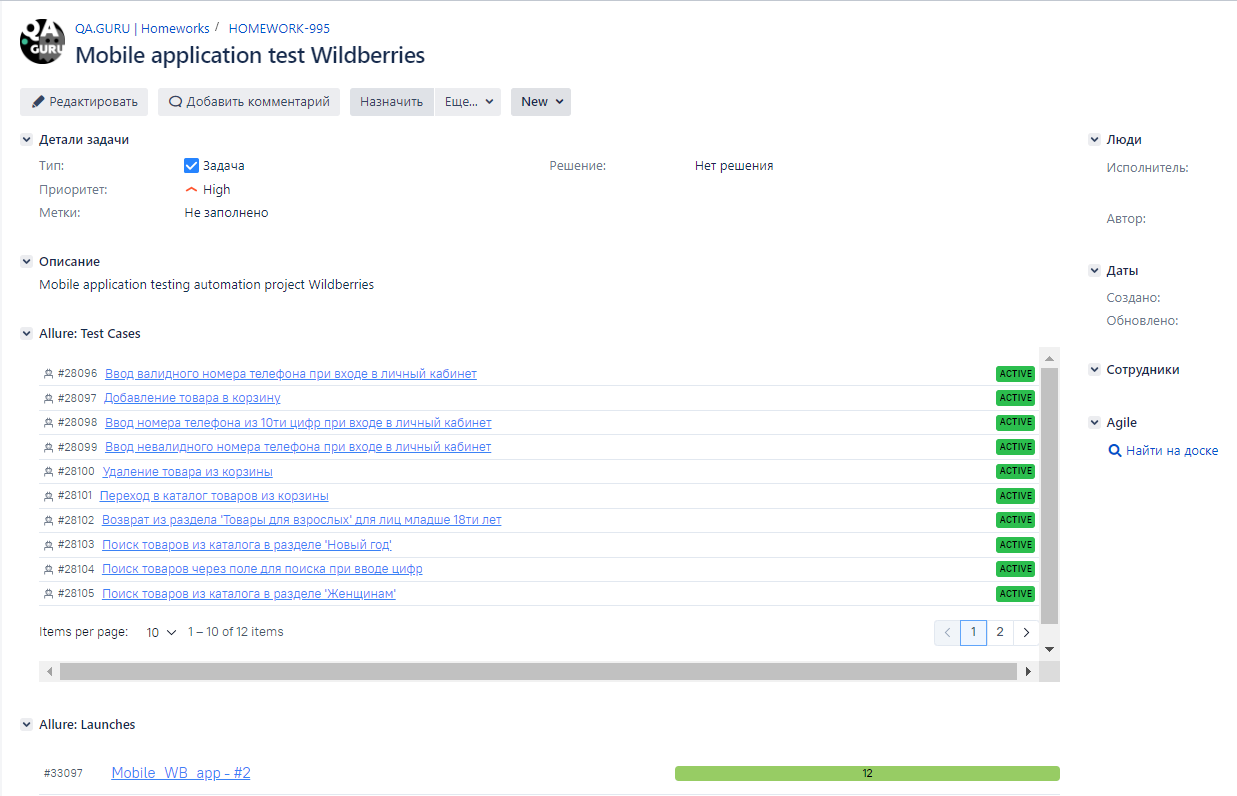 QA
GURU
QA.GURU | Homeworks / HOMEWORK-995
Mobile application test Wildberries
Редактировать Добавить комментарий Назначить Еще... New
Детали задачи
Тип: Задача Решение: Нет решения
Приоритет: High
Метки: Не заполнено
Описание
Mobile application testing automation project Wildberries
Allure: Test Cases
#28096 Ввод валидного номера телефона при входе в личный кабинет ACTIVE
#28097 Добавление товара в корзину ACTIVE
#28098 Ввод номера телефона из 10ти цифр при входе в личный кабинет ACTIVE
#28099 Ввод невалидного номера телефона при входе в личный кабинет ACTIVE
#28100 Удаление товара из корзины ACTIVE
#28101 Переход в каталог товаров из корзины ACTIVE
#28102 Возврат из раздела 'Товары для взрослых' для лиц младше 18ти лет ACTIVE
#28103 Поиск товаров из каталога в разделе 'Новый год' ACTIVE
#28104 Поиск товаров через поле для поиска при вводе цифр ACTIVE
#28105 Поиск товаров из каталога в разделе 'Женщинам' ACTIVE
Items per page: 10 1 – 10 of 12 items 1 2
Allure: Launches
#33097 Mobile_WB_app - #2 12
Люди
Исполнитель:
Автор:
Даты
Создано:
Обновлено:
Сотрудники
Agile
Найти на доске